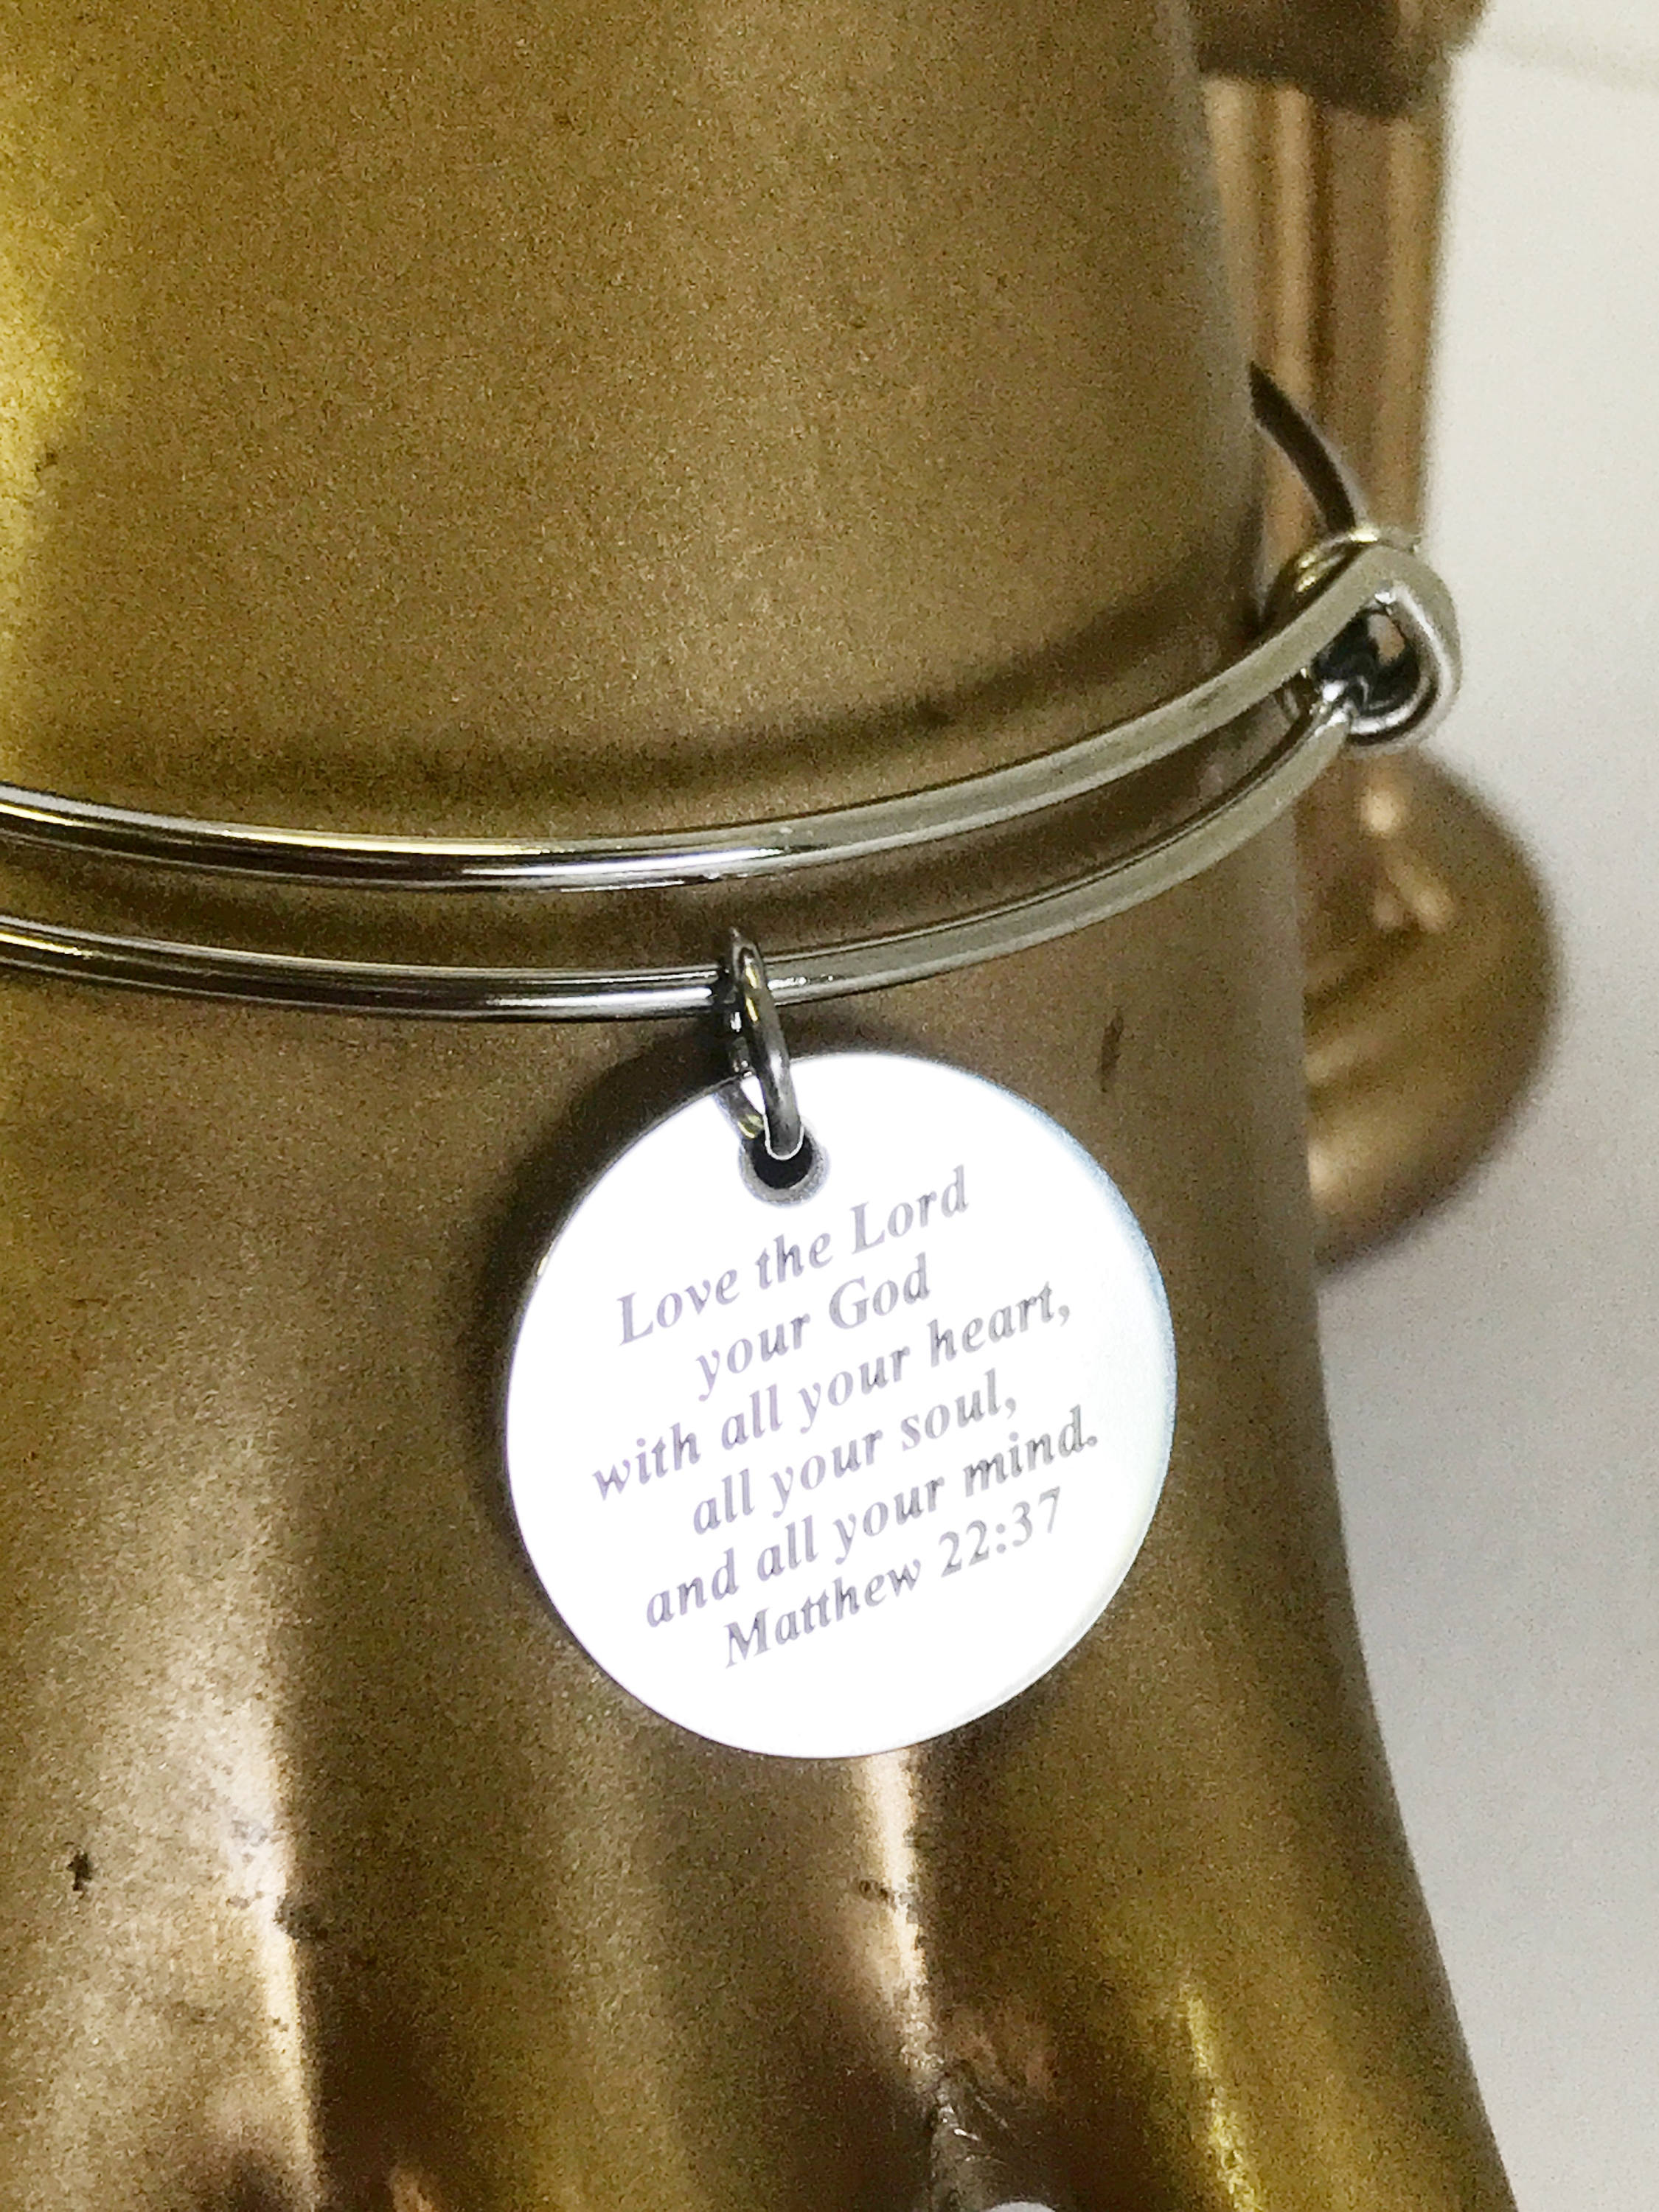 Love the Lord
your God
with all your heart,
all your soul,
and all your mind.
Matthew 22:37